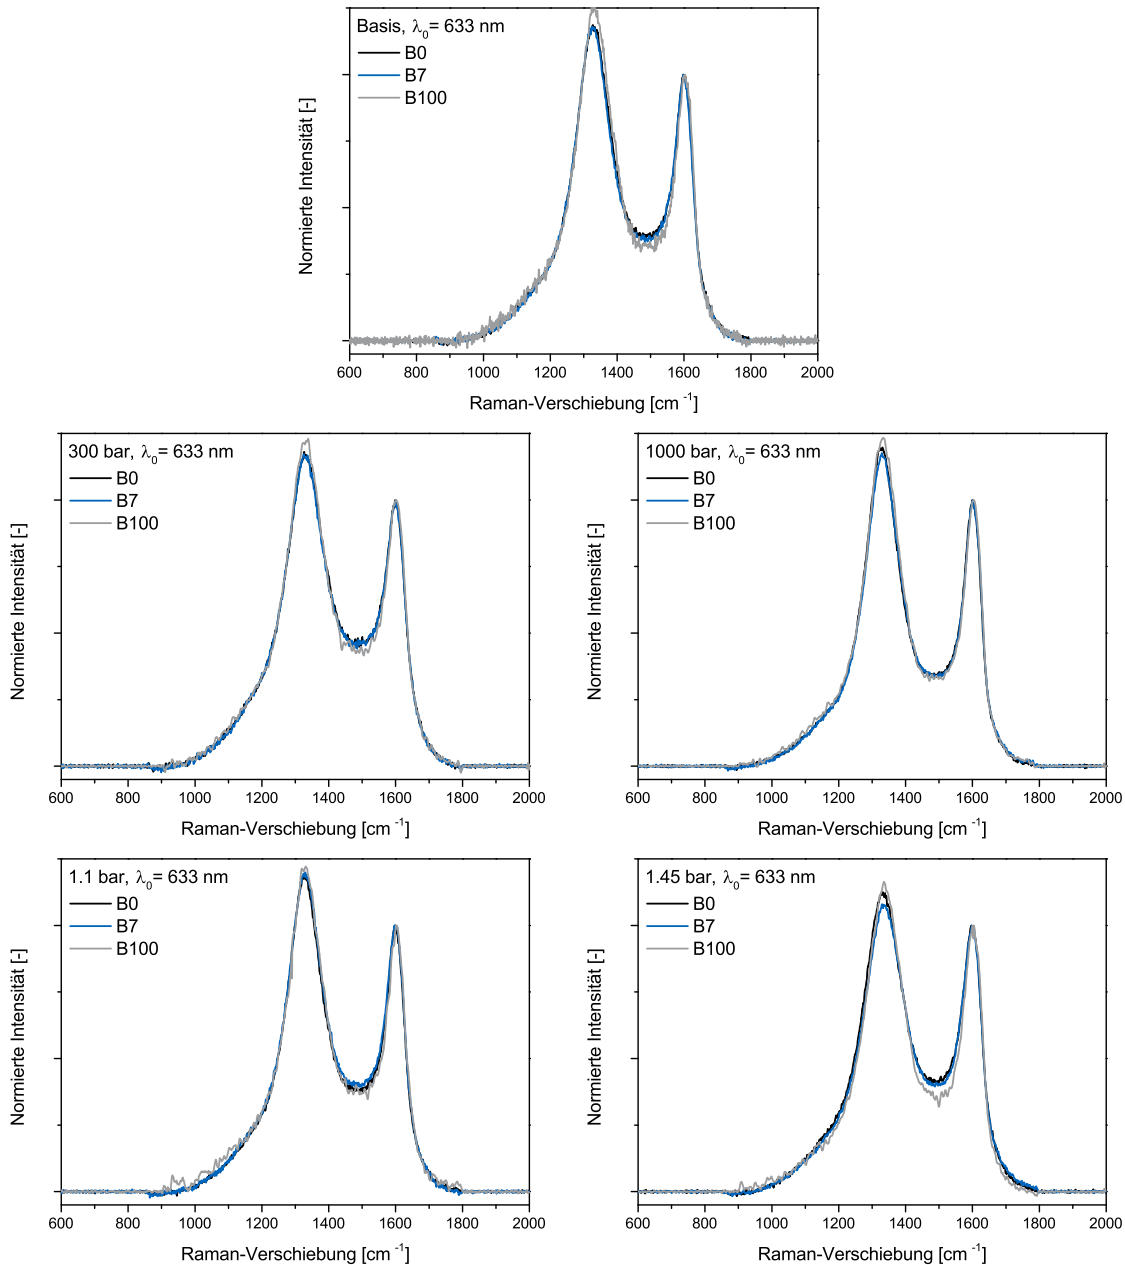 Basis, λ0= 633 nm
B0
B7
B100
Normierte Intensität [-]
600 800 1000 1200 1400 1600 1800 2000
Raman-Verschiebung [cm -1]
300 bar, λ0= 633 nm
B0
B7
B100
Normierte Intensität [-]
600 800 1000 1200 1400 1600 1800 2000
Raman-Verschiebung [cm -1]
1000 bar, λ0= 633 nm
B0
B7
B100
Normierte Intensität [-]
600 800 1000 1200 1400 1600 1800 2000
Raman-Verschiebung [cm -1]
1.1 bar, λ0= 633 nm
B0
B7
B100
Normierte Intensität [-]
600 800 1000 1200 1400 1600 1800 2000
Raman-Verschiebung [cm -1]
1.45 bar, λ0= 633 nm
B0
B7
B100
Normierte Intensität [-]
600 800 1000 1200 1400 1600 1800 2000
Raman-Verschiebung [cm -1]